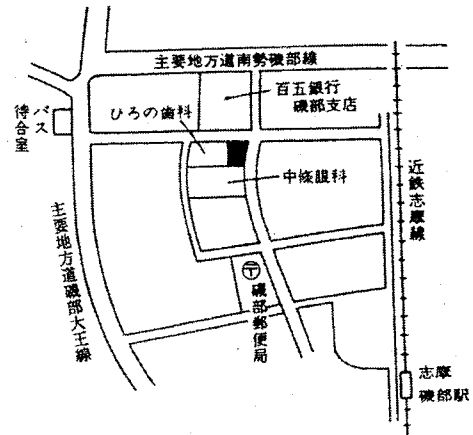 主要地方道南勢磯部線
百五銀行
磯部支店
ひろの歯科
バス
待合室
中條眼科
近鉄志摩線
主要地方道磯部大王線
〒
磯部郵便局
志摩
磯部駅